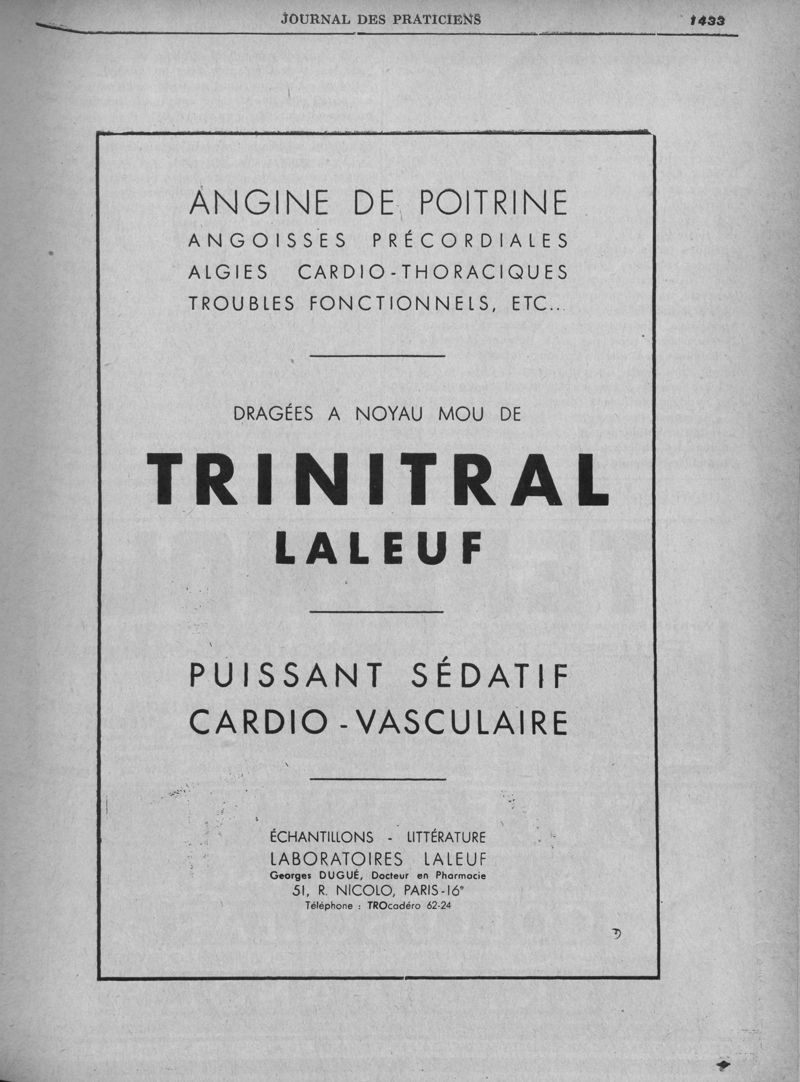 JOURNAL DES PRATICIENS 1433
ANGINE DE POITRINE
ANGOISSES PRÉCORDIALES
ALGIES CARDIO-THORACIQUES
TROUBLES FONCTIONNELS, ETC...
DRAGÉES A NOYAU MOU DE
TRINITRAL
LALEUF
PUISSANT SÉDATIF
CARDIO-VASCULAIRE
ÉCHANTILLONS - LITTÉRATURE
LABORATOIRES LALEUF
Georges DUGUÉ, Docteur en Pharmacie
51, R. NICOLO, PARIS-16e
Téléphone : TROcadéro 62-24